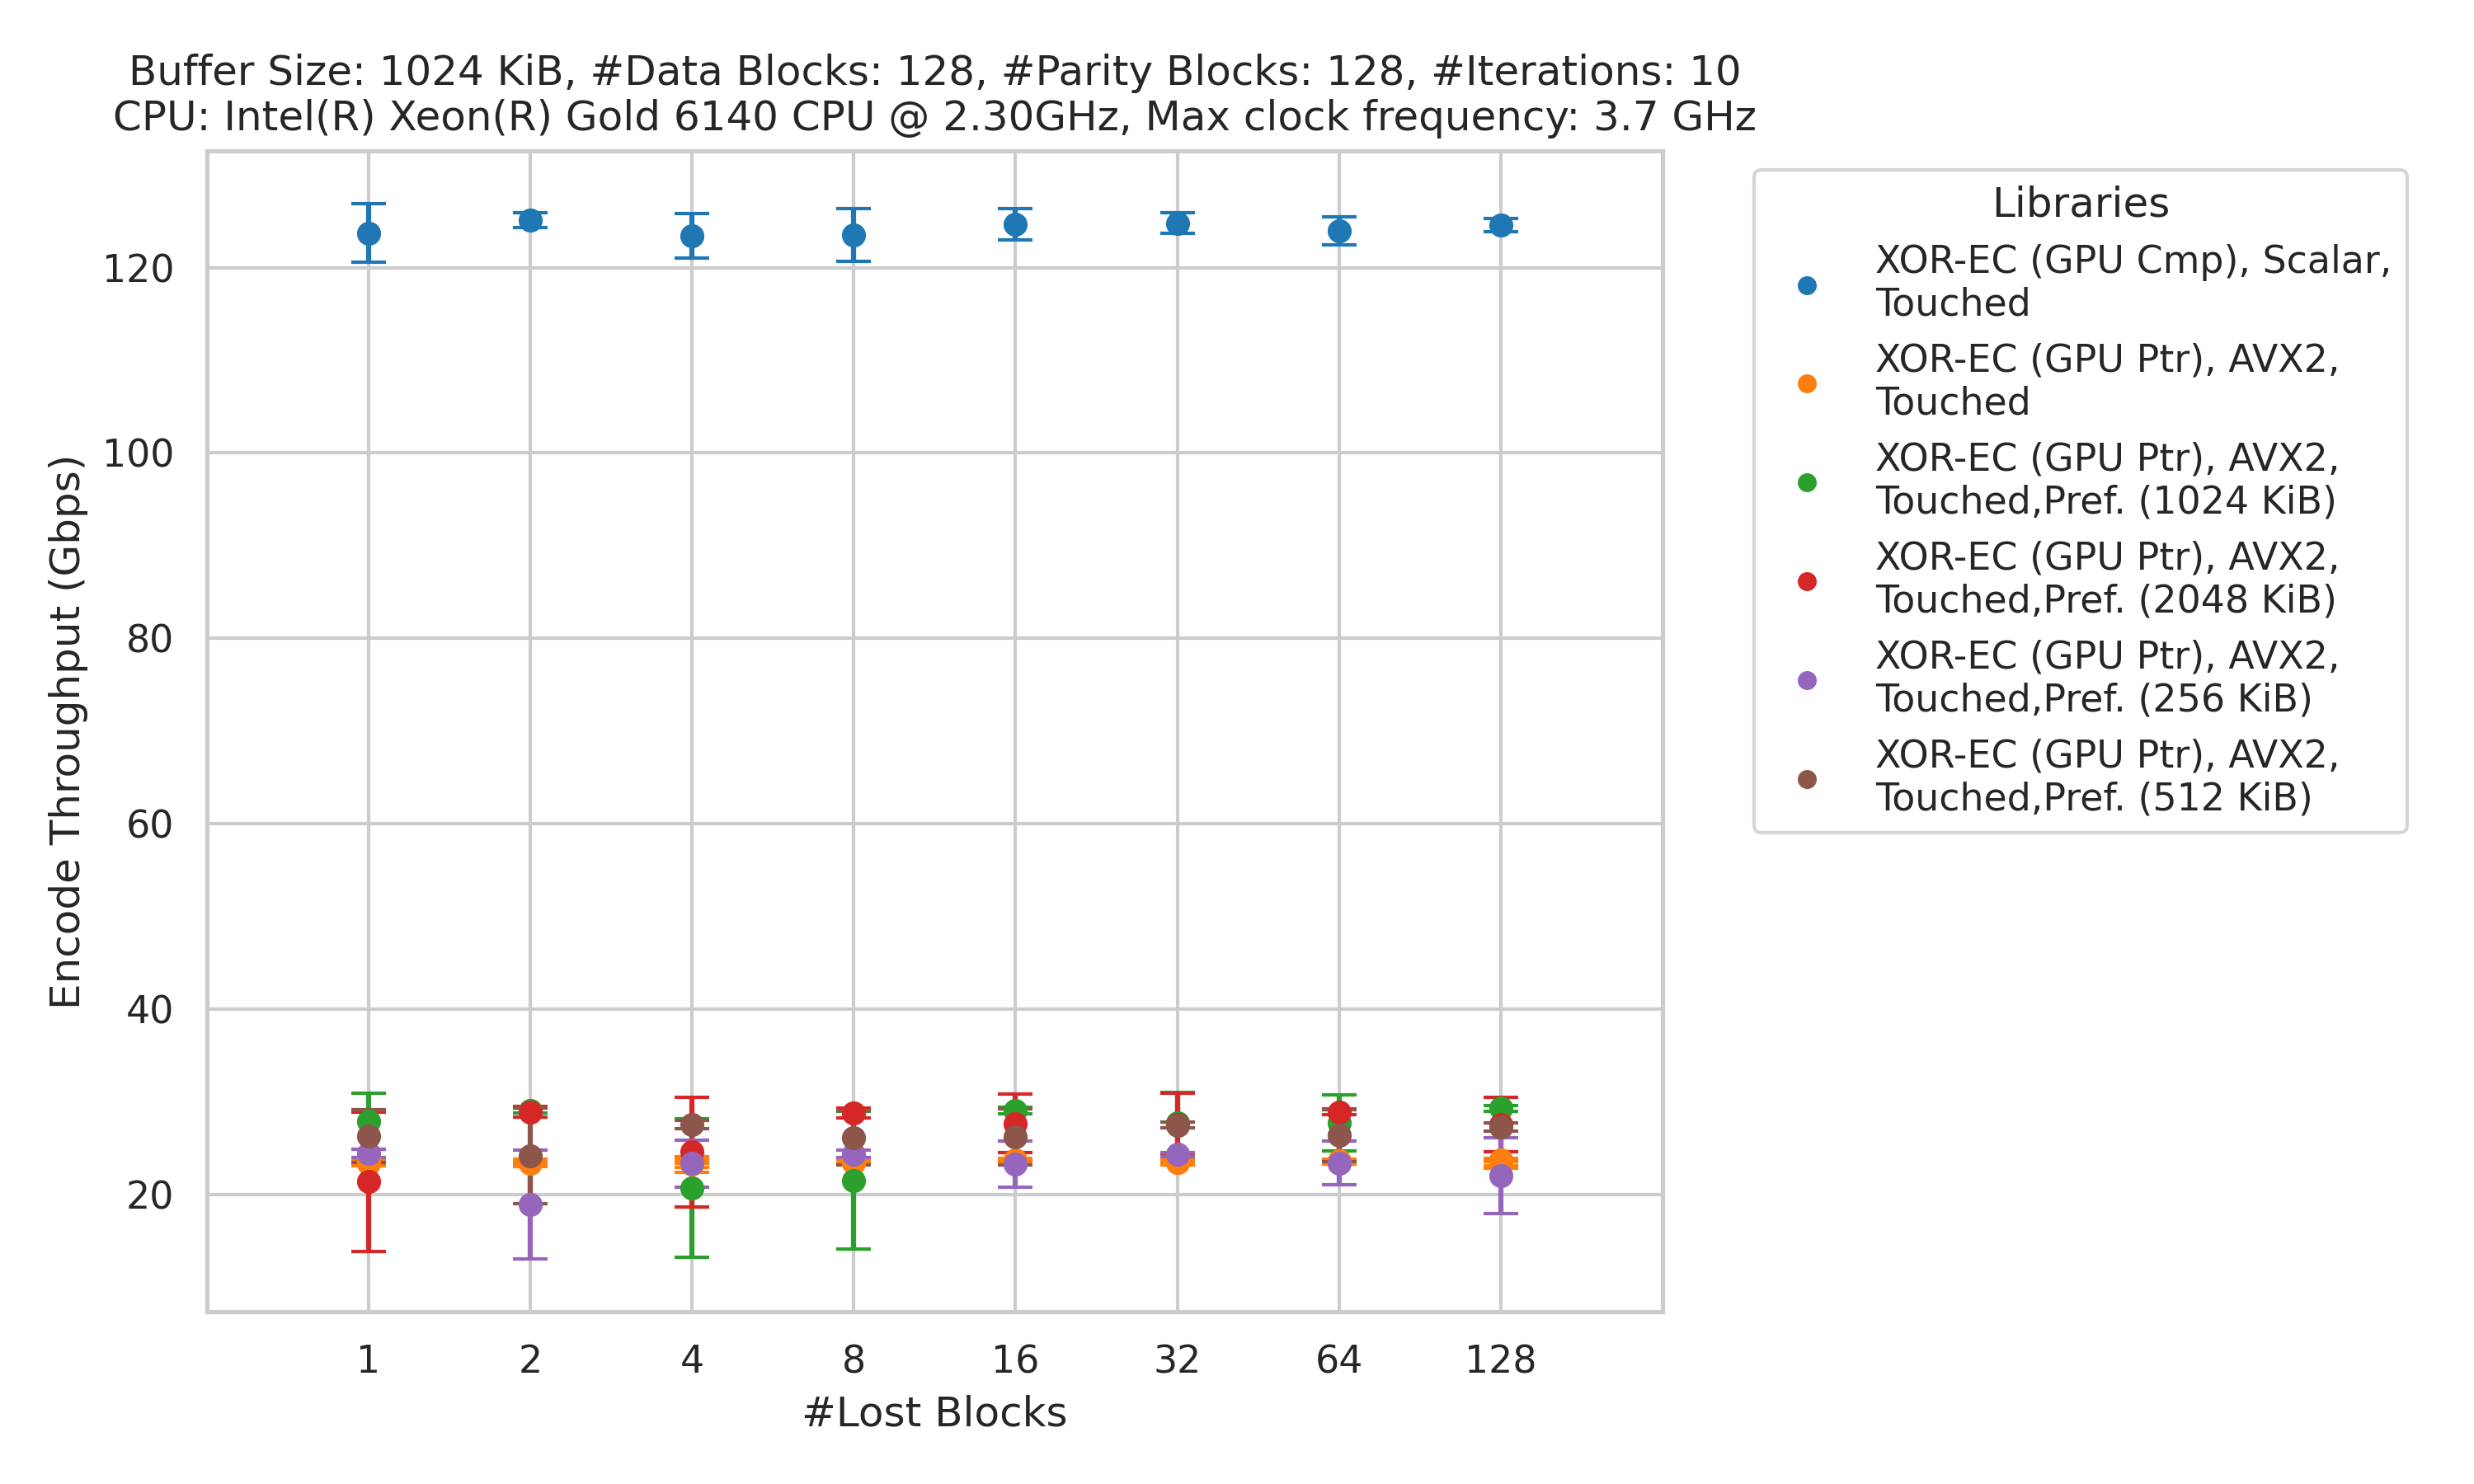 Buffer Size: 1024 KiB, #Data Blocks: 128, #Parity Blocks: 128, #Iterations: 10
CPU: Intel(R) Xeon(R) Gold 6140 CPU @ 2.30GHz, Max clock frequency: 3.7 GHz
Encode Throughput (Gbps)
120
100
80
60
40
20
1 2 4 8 16 32 64 128
#Lost Blocks
Libraries
XOR-EC (GPU Cmp), Scalar,
Touched
XOR-EC (GPU Ptr), AVX2,
Touched
XOR-EC (GPU Ptr), AVX2,
Touched,Pref. (1024 KiB)
XOR-EC (GPU Ptr), AVX2,
Touched,Pref. (2048 KiB)
XOR-EC (GPU Ptr), AVX2,
Touched,Pref. (256 KiB)
XOR-EC (GPU Ptr), AVX2,
Touched,Pref. (512 KiB)